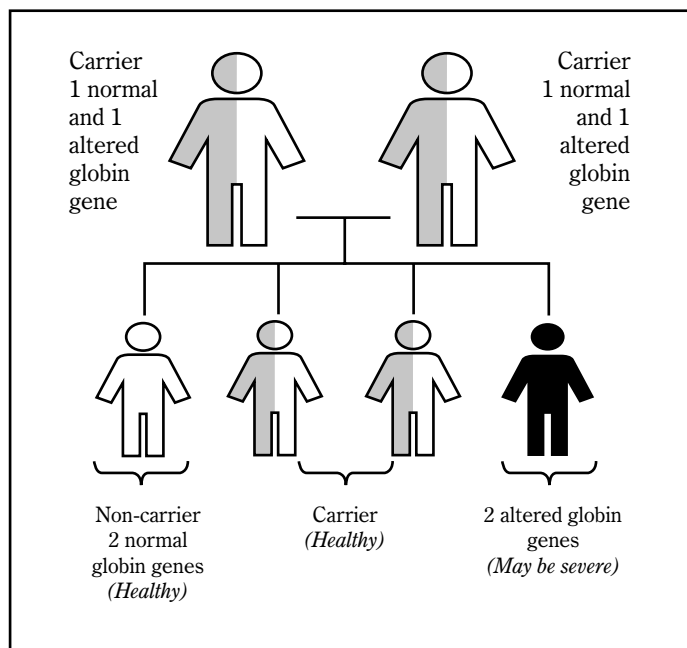 Carrier
1 normal
and 1
altered
globin
gene
Carrier
1 normal
and 1
altered
globin
gene
Non-carrier
2 normal
globin genes
(Healthy)
Carrier
(Healthy)
2 altered globin
genes
(May be severe)